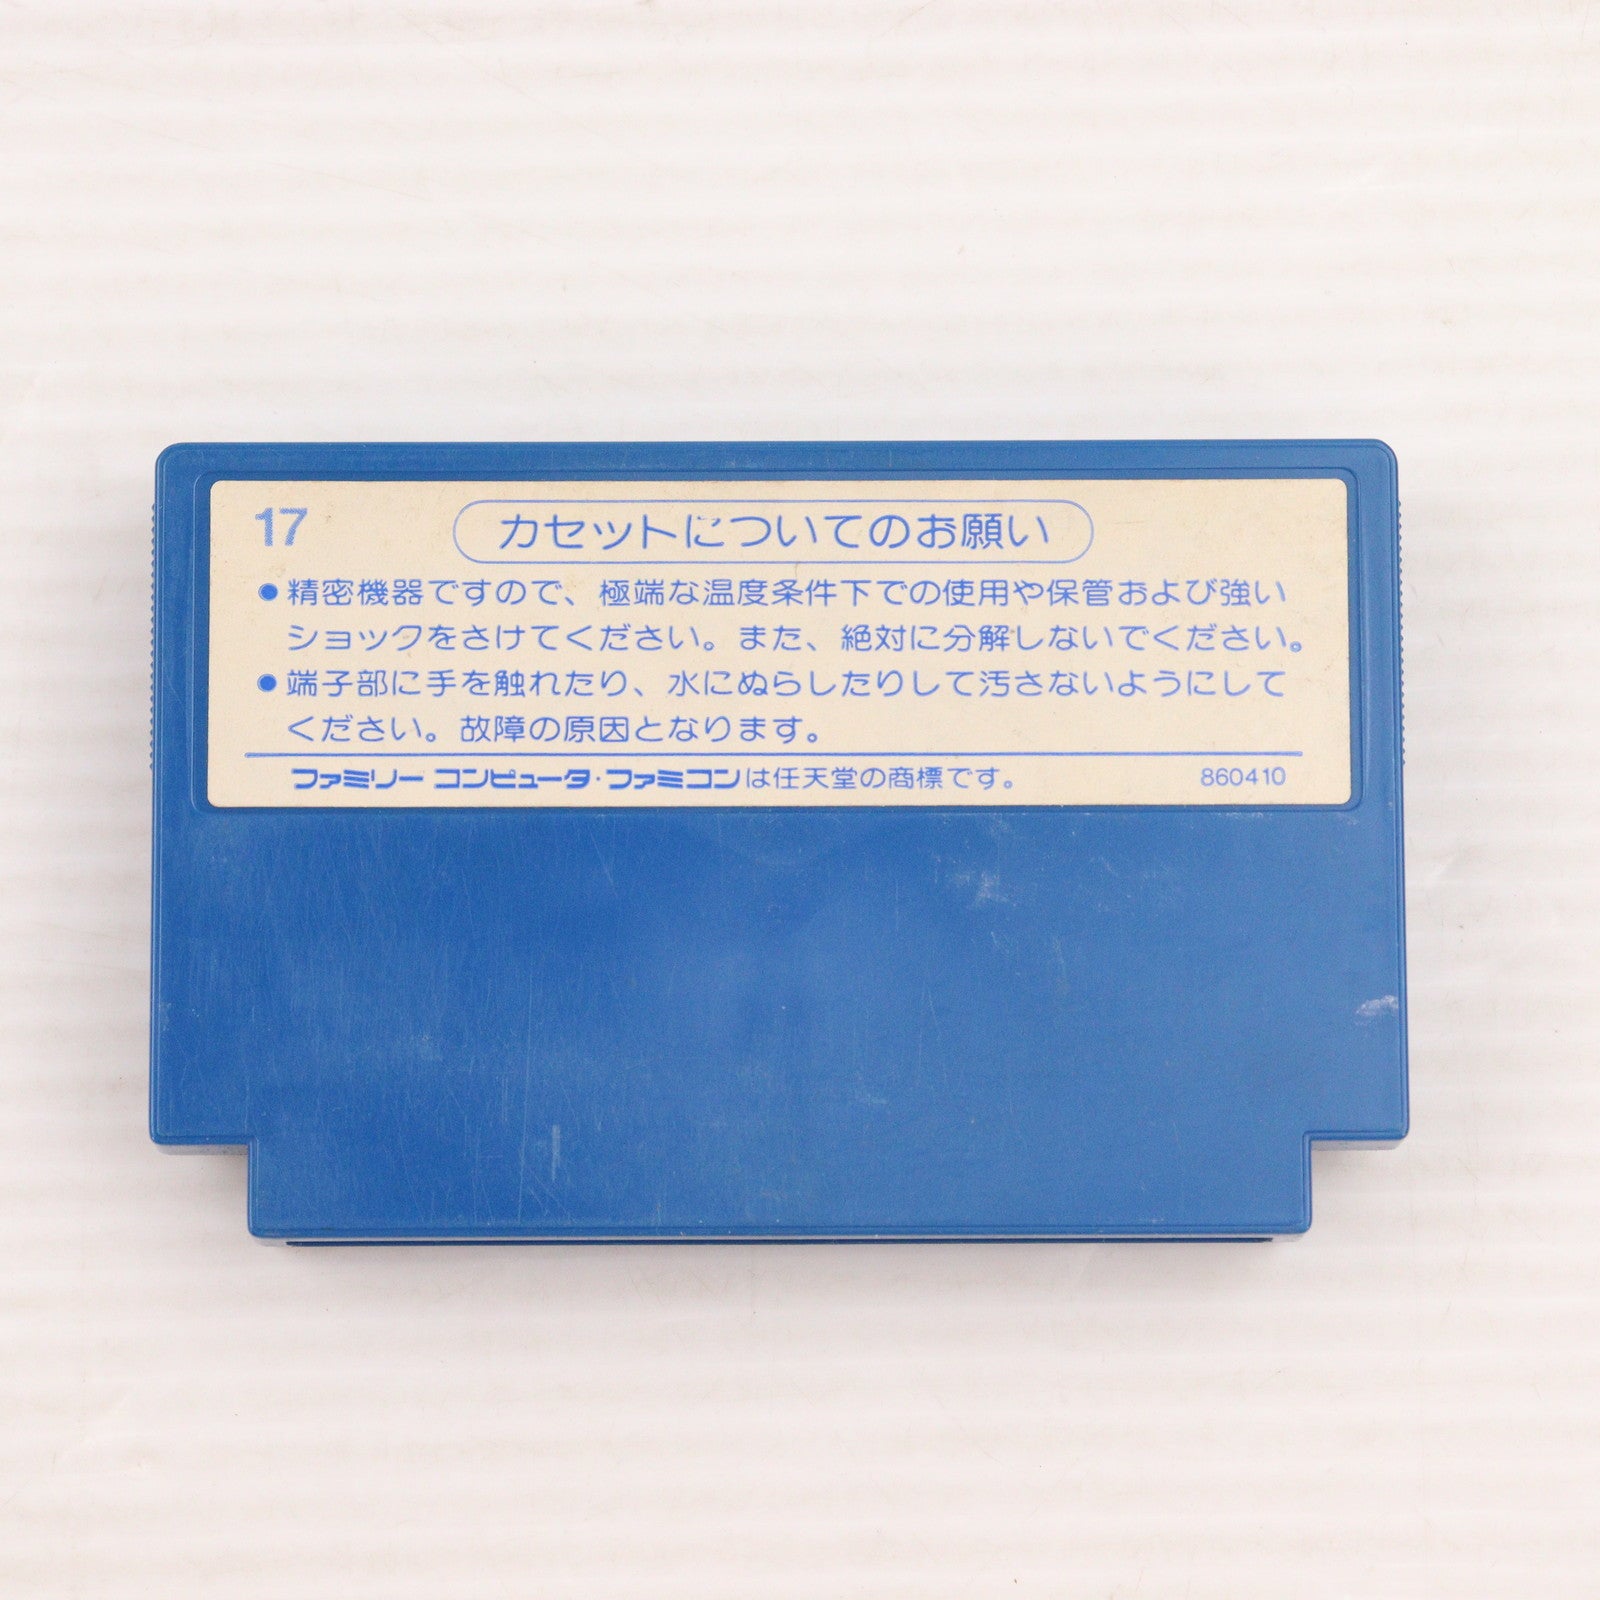 17
カセットについてのお願い
●精密機器ですので、極端な温度条件下での使用や保管および強い
ショックをさけてください。また、絶対に分解しないでください。
●端子部に手を触れたり、水にぬらしたりして汚さないようにして
ください。故障の原因となります。
ファミリー コンピュータ・ファミコンは任天堂の商標です。 860410